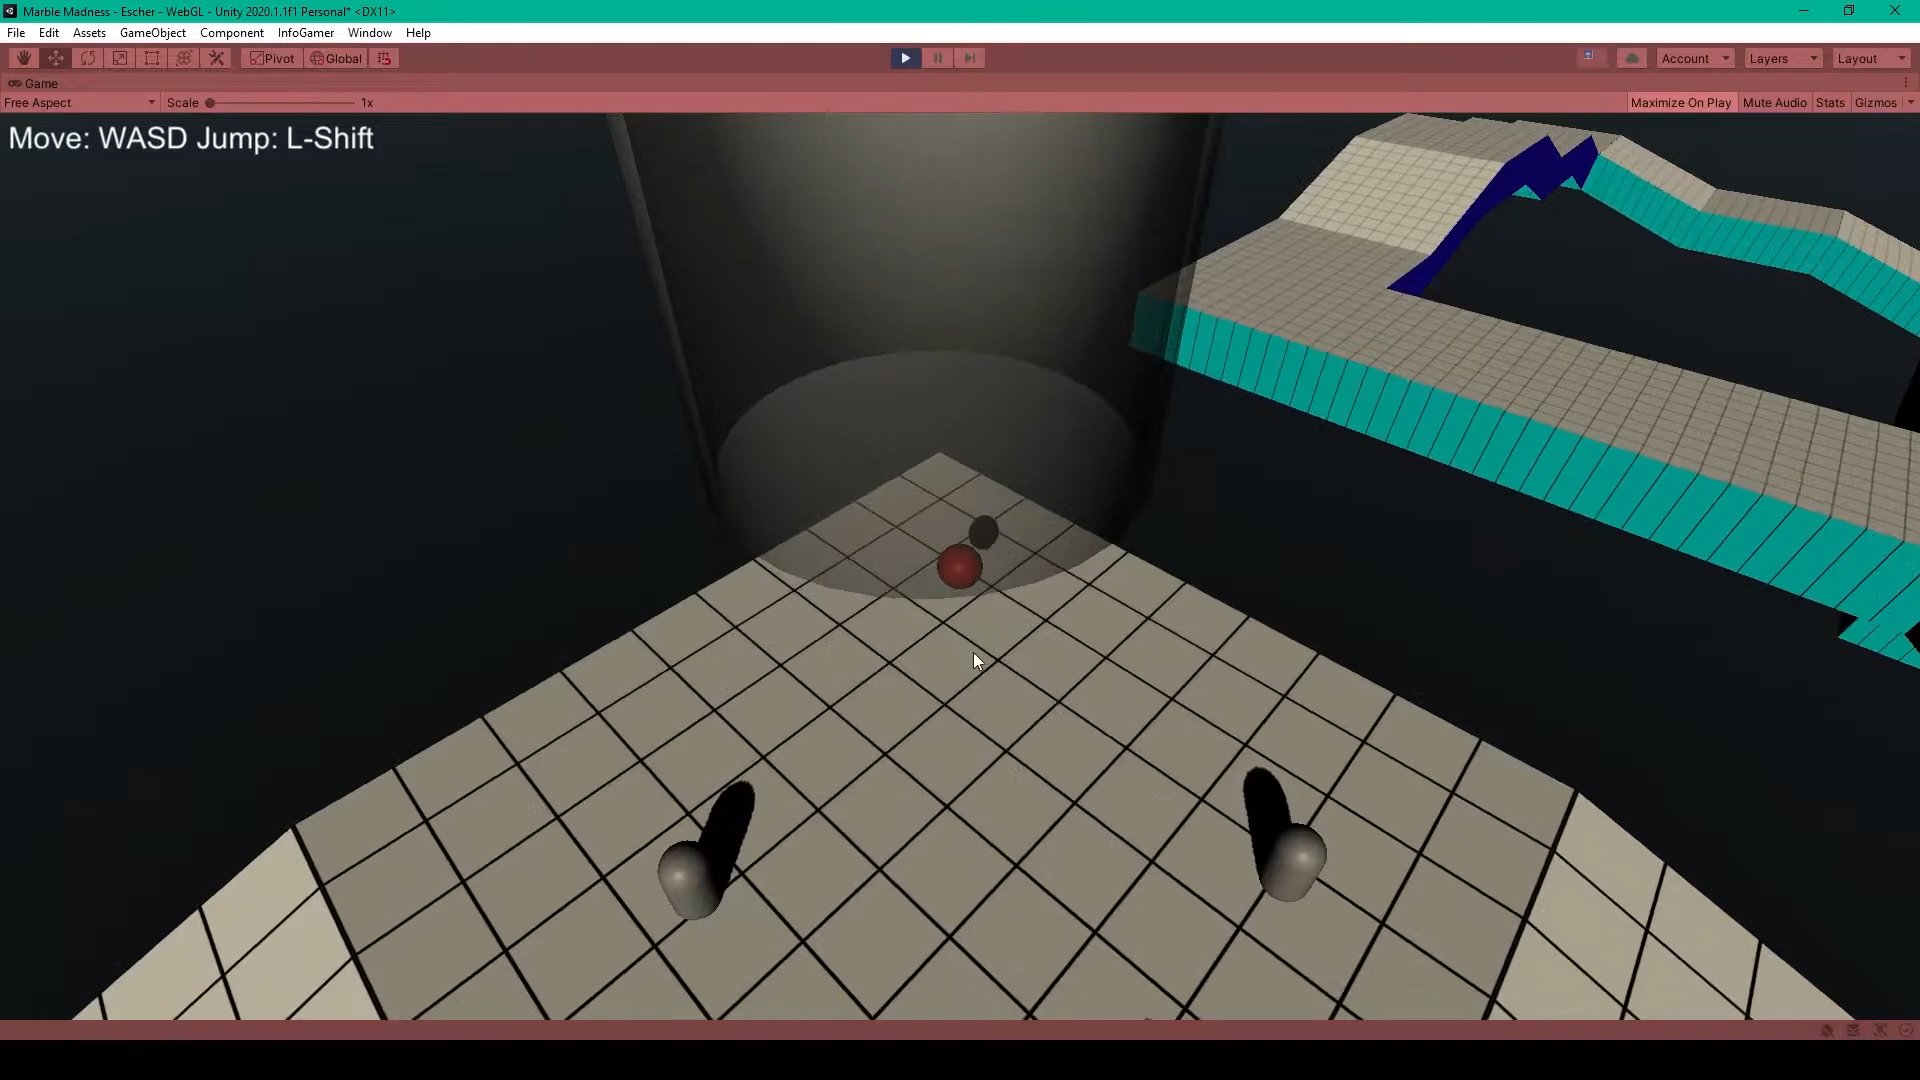 Marble Madness - Escher - WebGL - Unity 2020.1.1f1 Personal* <DX11>
File Edit Assets GameObject Component InfoGamer Window Help
Pivot Global Account Layers Layout
Game
Free Aspect Scale 1x Maximize On Play Mute Audio Stats Gizmos
Move: WASD Jump: L-Shift